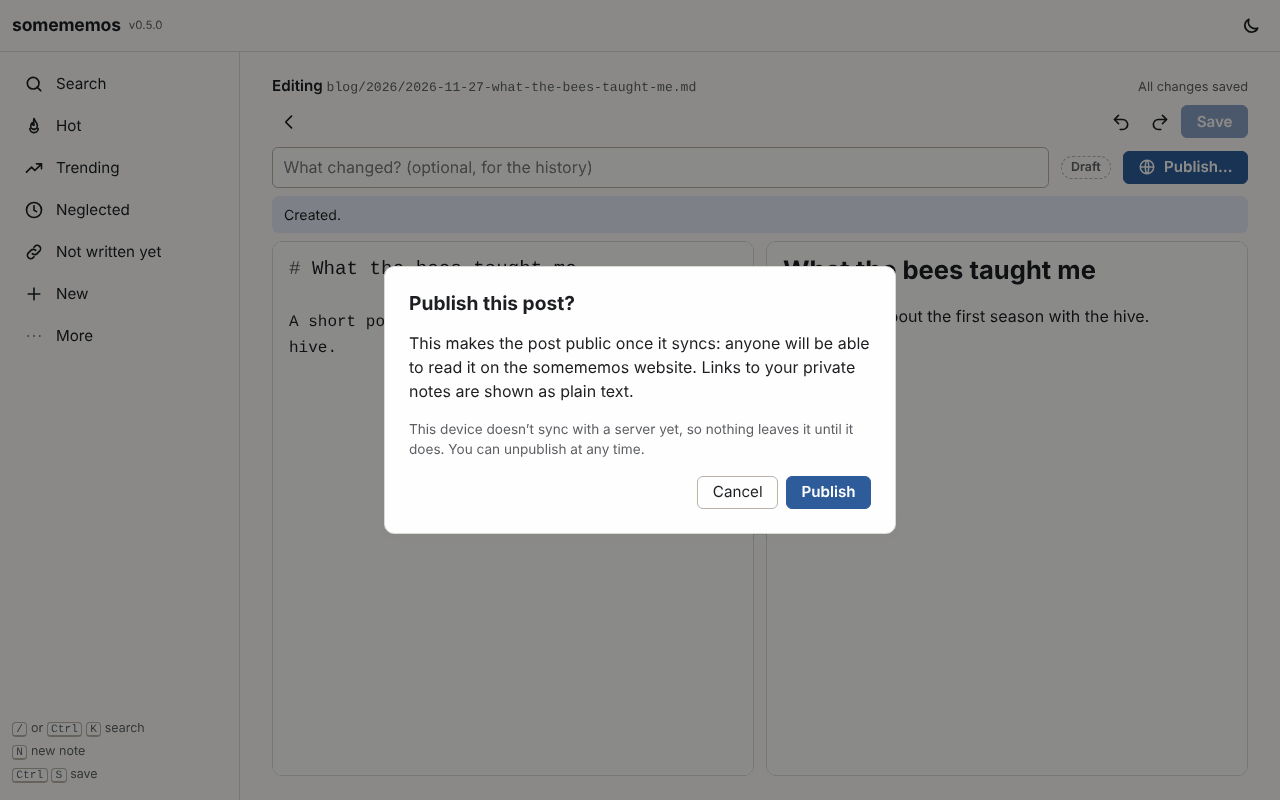 somememos v0.5.0
Search
Hot
Trending
Neglected
Not written yet
New
More
/ or Ctrl K search
N new note
Ctrl S save
Editing blog/2026/2026-11-27-what-the-bees-taught-me.md
All changes saved
Save
What changed? (optional, for the history)
Draft
Publish...
Created.
# What the bees taught me
A short po
hive.
What the bees taught me
out the first season with the hive.
Publish this post?
This makes the post public once it syncs: anyone will be able
to read it on the somememos website. Links to your private
notes are shown as plain text.
This device doesn’t sync with a server yet, so nothing leaves it until it
does. You can unpublish at any time.
Cancel
Publish